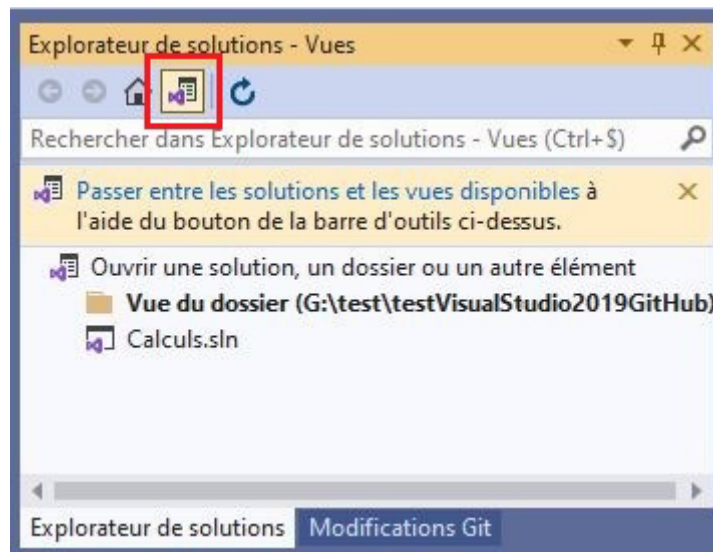 Explorateur de solutions - Vues
Rechercher dans Explorateur de solutions - Vues (Ctrl+$)
Passer entre les solutions et les vues disponibles à
l'aide du bouton de la barre d'outils ci-dessus.
Ouvrir une solution, un dossier ou un autre élément
Vue du dossier (G:\test\testVisualStudio2019GitHub)
Calculs.sln
Explorateur de solutions Modifications Git